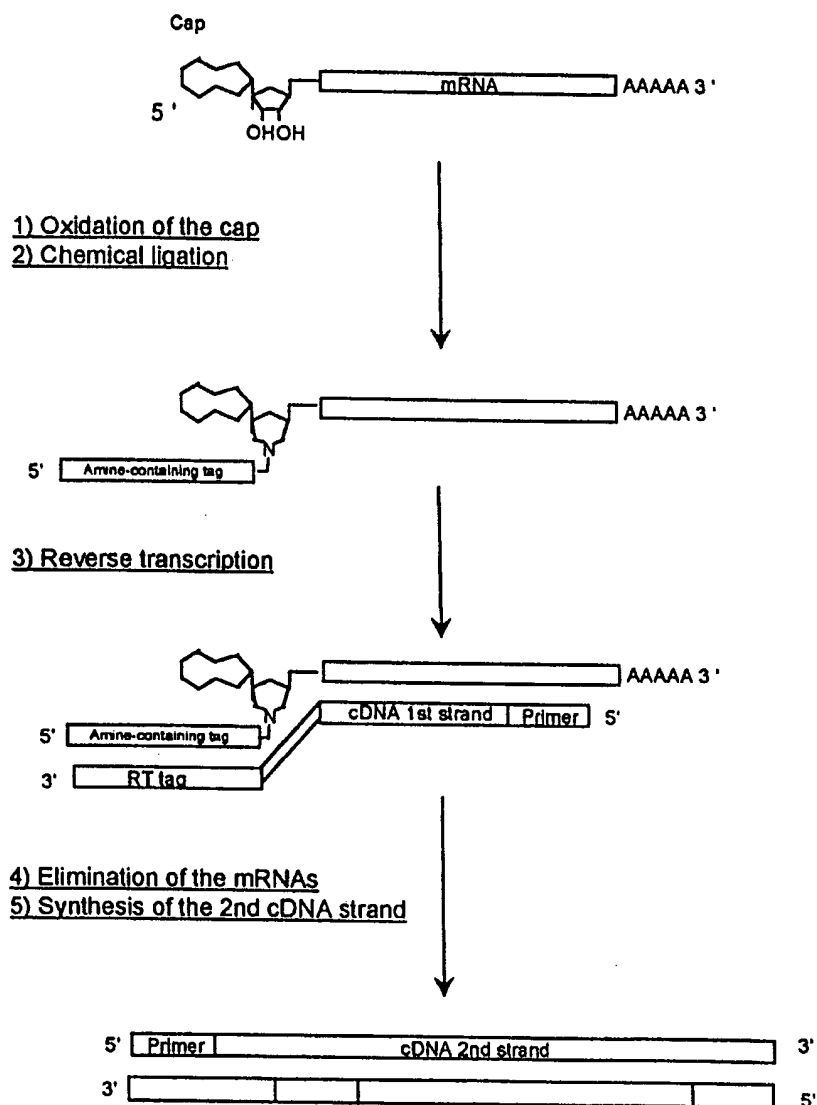 Cap
mRNA AAAAA 3 '
5 '
OHOH
1) Oxidation of the cap
2) Chemical ligation
AAAAA 3 '
5' Amine-containing tag
3) Reverse transcription
AAAAA 3 '
cDNA 1st strand Primer 5'
5' Amine-containing tag
3' RT tag
4) Elimination of the mRNAs
5) Synthesis of the 2nd cDNA strand
5' Primer cDNA 2nd strand 3'
3' 5'